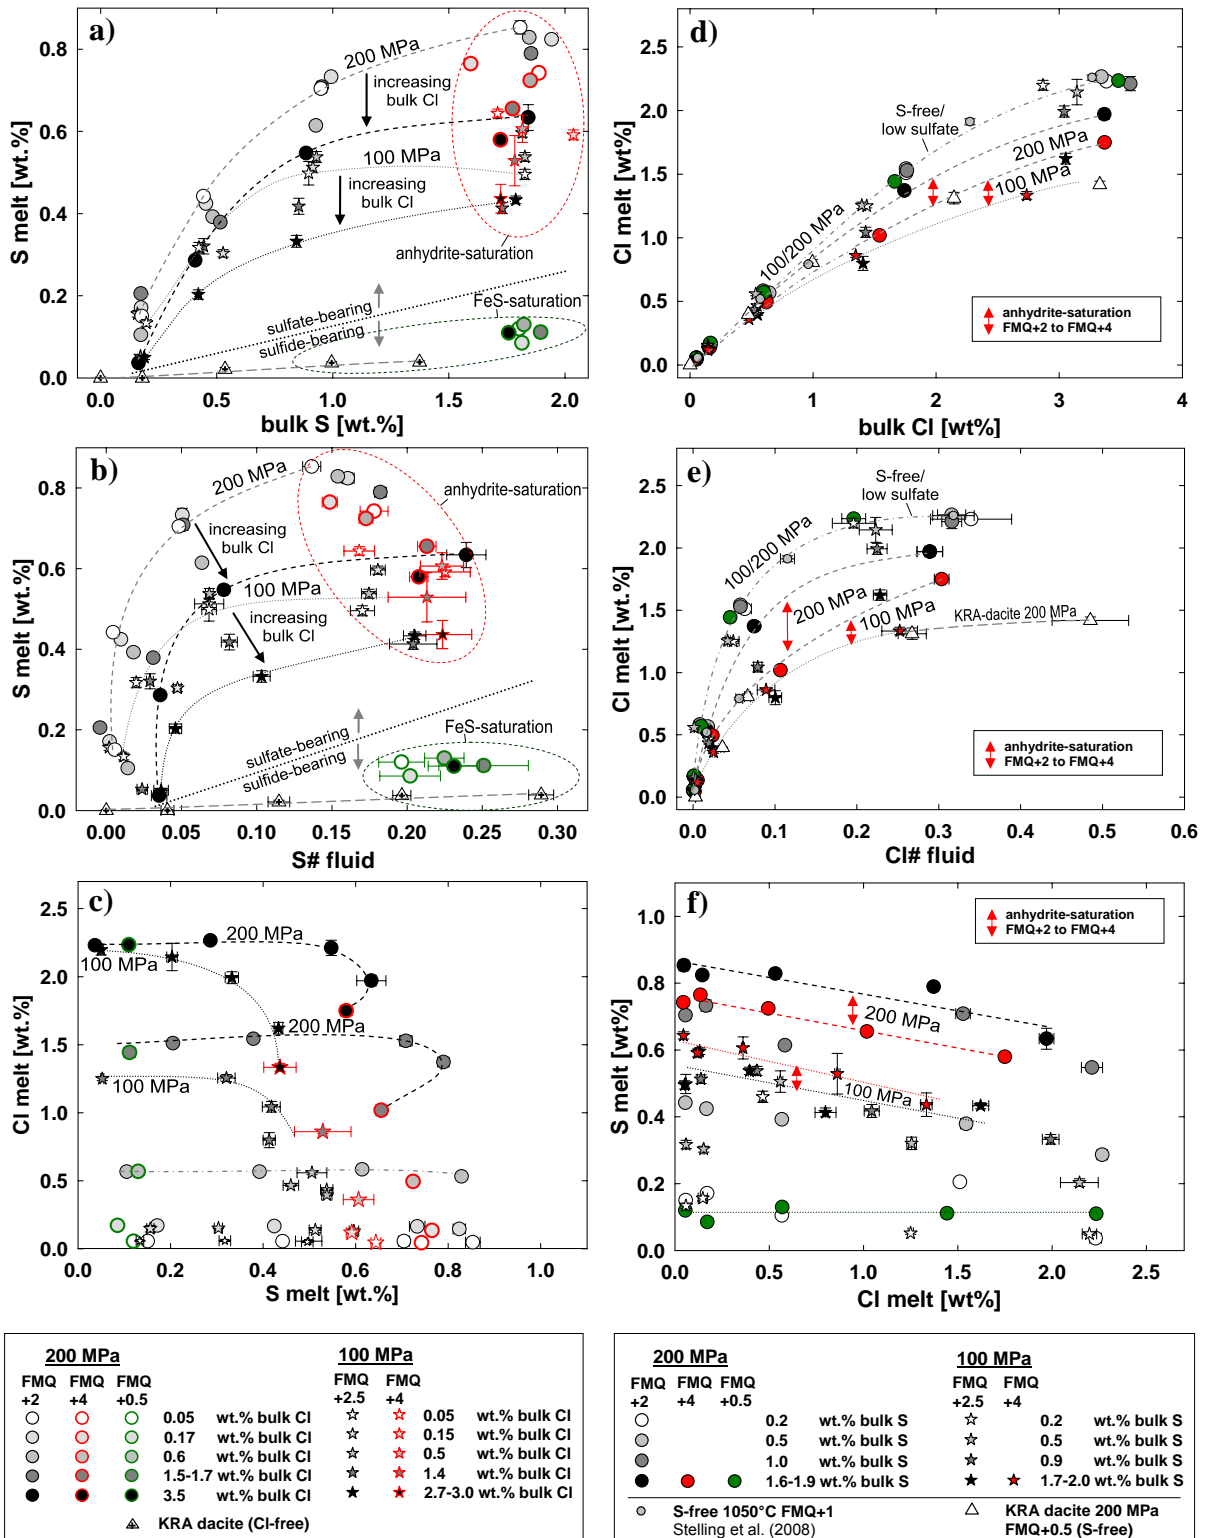 a)
S melt [wt.%]
0.8
0.6
0.4
0.2
0.0
200 MPa
increasing
bulk Cl
100 MPa
increasing
bulk Cl
anhydrite-saturation
sulfate-bearing
sulfide-bearing
FeS-saturation
0.0 0.5 1.0 1.5 2.0
bulk S [wt.%]
d)
Cl melt [wt.%]
2.5
2.0
1.5
1.0
0.5
0.0
S-free/
low sulfate
200 MPa
100 MPa
100/200 MPa
anhydrite-saturation
FMQ+2 to FMQ+4
0 1 2 3 4
bulk Cl [wt%]
b)
S melt [wt.%]
0.8
0.6
0.4
0.2
0.0
200 MPa
anhydrite-saturation
increasing
bulk Cl
100 MPa
increasing
bulk Cl
sulfate-bearing
sulfide-bearing
FeS-saturation
0.00 0.05 0.10 0.15 0.20 0.25 0.30
S# fluid
e)
Cl melt [wt.%]
2.5
2.0
1.5
1.0
0.5
0.0
S-free/
low sulfate
100/200 MPa
200 MPa
100 MPa
KRA-dacite 200 MPa
anhydrite-saturation
FMQ+2 to FMQ+4
0.0 0.1 0.2 0.3 0.4 0.5 0.6
Cl# fluid
c)
Cl melt [wt.%]
2.5
2.0
1.5
1.0
0.5
0.0
200 MPa
100 MPa
200 MPa
100 MPa
0.0 0.2 0.4 0.6 0.8 1.0
S melt [wt.%]
f)
S melt [wt%]
1.0
0.8
0.6
0.4
0.2
0.0
anhydrite-saturation
FMQ+2 to FMQ+4
200 MPa
100 MPa
0.0 0.5 1.0 1.5 2.0 2.5
Cl melt [wt%]
200 MPa 100 MPa
FMQ FMQ FMQ FMQ FMQ
+2 +4 +0.5 +2.5 +4
0.05 wt.% bulk Cl 0.05 wt.% bulk Cl
0.17 wt.% bulk Cl 0.15 wt.% bulk Cl
0.6 wt.% bulk Cl 0.5 wt.% bulk Cl
1.5-1.7 wt.% bulk Cl 1.4 wt.% bulk Cl
3.5 wt.% bulk Cl 2.7-3.0 wt.% bulk Cl
KRA dacite (Cl-free)
200 MPa 100 MPa
FMQ FMQ FMQ FMQ FMQ
+2 +4 +0.5 +2.5 +4
0.2 wt.% bulk S 0.2 wt.% bulk S
0.5 wt.% bulk S 0.5 wt.% bulk S
1.0 wt.% bulk S 0.9 wt.% bulk S
1.6-1.9 wt.% bulk S 1.7-2.0 wt.% bulk S
S-free 1050°C FMQ+1 KRA dacite 200 MPa
Stelling et al. (2008) FMQ+0.5 (S-free)